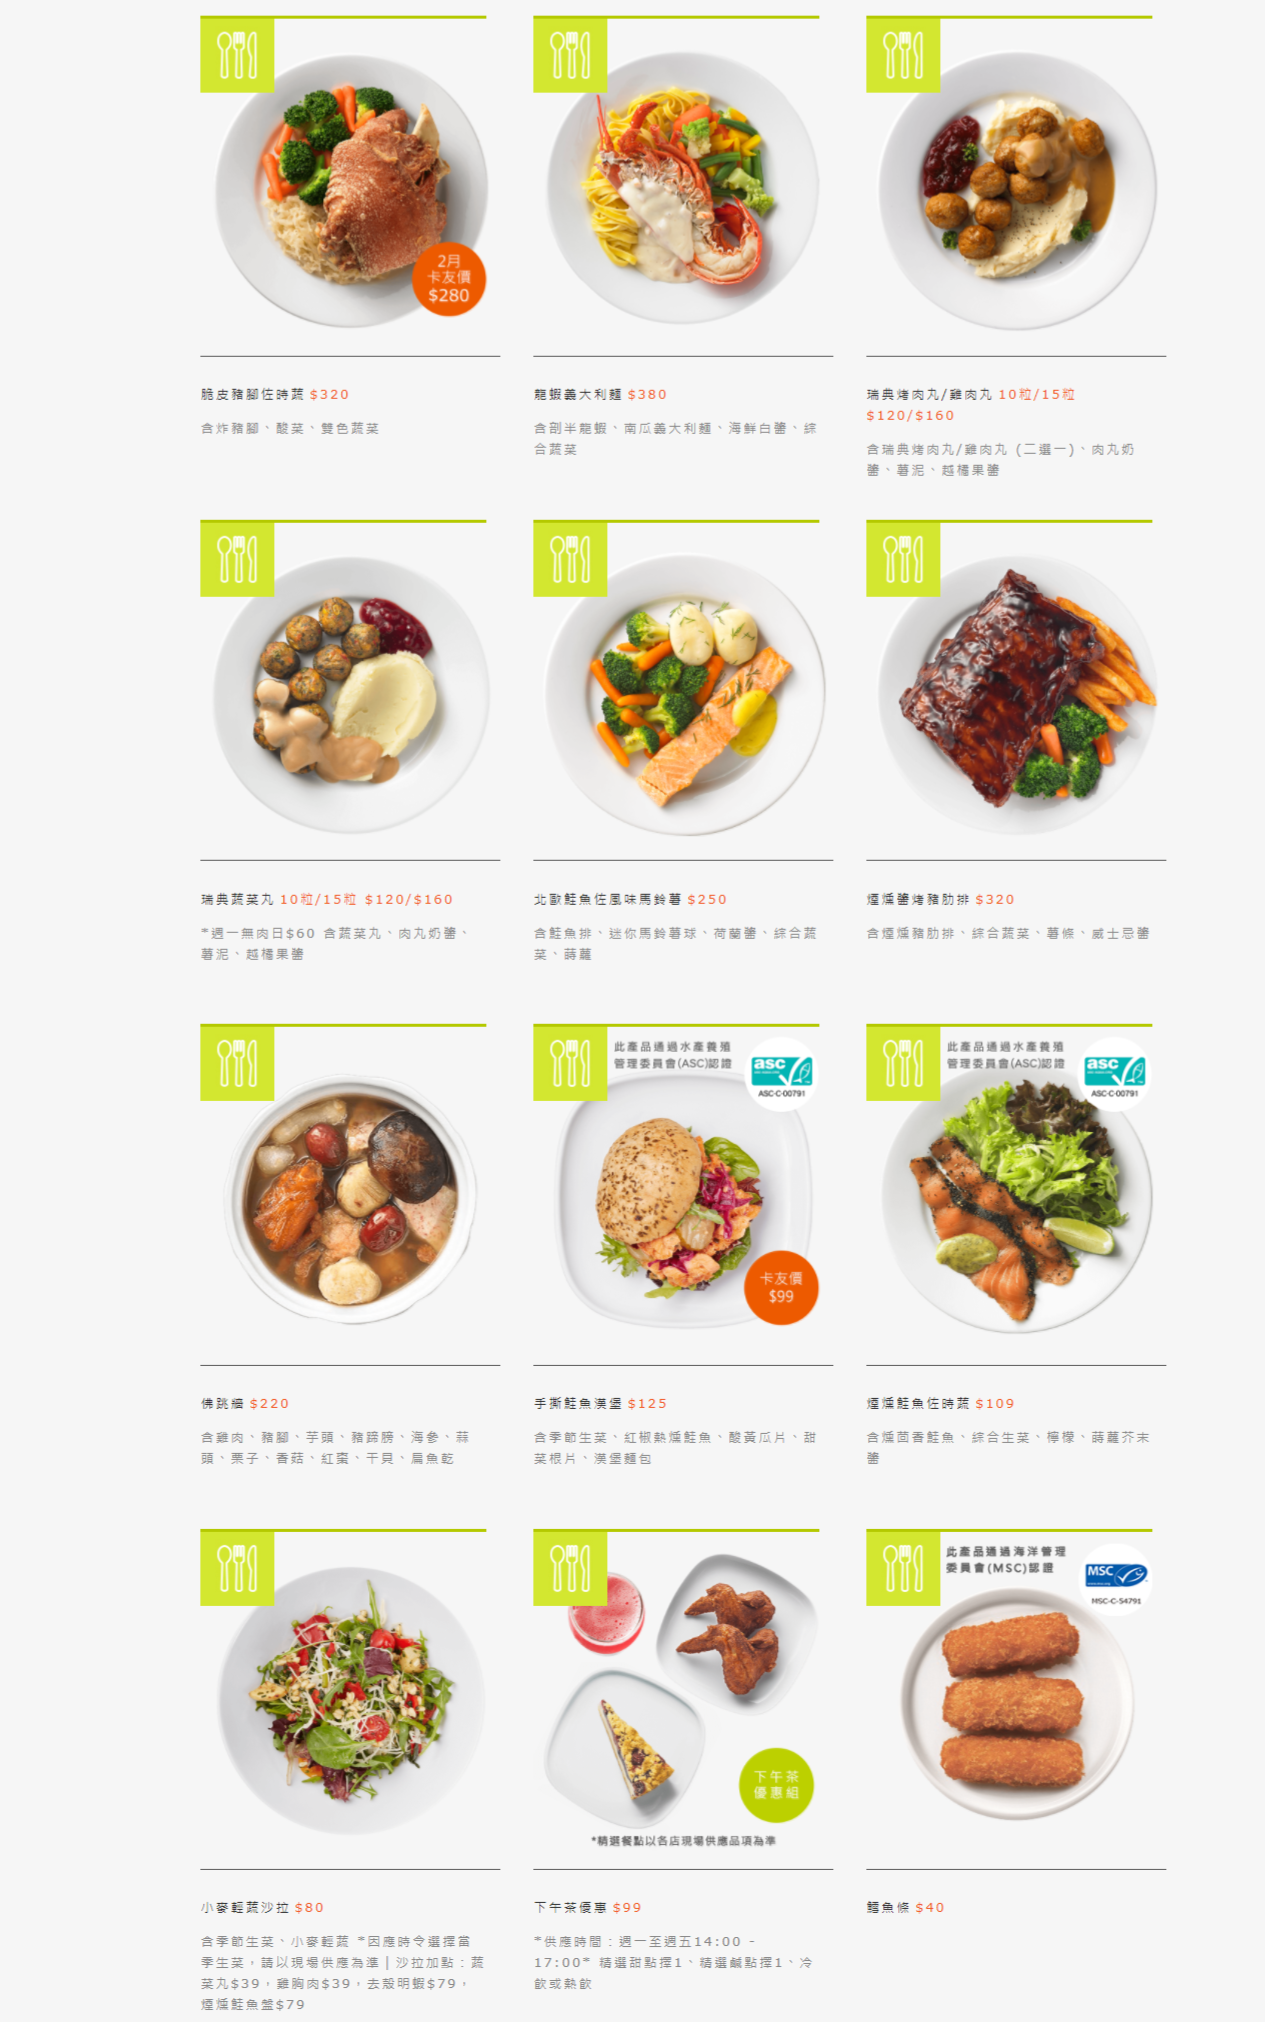 2月
卡友價
$280
脆皮豬腳佐時蔬 $320
含炸豬腳、酸菜、雙色蔬菜
龍蝦義大利麵 $380
含剖半龍蝦、南瓜義大利麵、海鮮白醬、綜
合蔬菜
瑞典烤肉丸/雞肉丸 10粒/15粒
$120/$160
含瑞典烤肉丸/雞肉丸 (二選一)、肉丸奶
醬、薯泥、越橘果醬
瑞典蔬菜丸 10粒/15粒 $120/$160
*週一無肉日$60 含蔬菜丸、肉丸奶醬、
薯泥、越橘果醬
北歐鮭魚佐風味馬鈴薯 $250
含鮭魚排、迷你馬鈴薯球、荷蘭醬、綜合蔬
菜、蒔蘿
煙燻醬烤豬肋排 $320
含煙燻豬肋排、綜合蔬菜、薯條、威士忌醬
佛跳牆 $220
含雞肉、豬腳、芋頭、豬蹄膀、海參、蒜
頭、栗子、香菇、紅棗、干貝、扁魚乾
此產品通過水產養殖
管理委員會(ASC)認證
asc
ASC-C-00791
卡友價
$99
手撕鮭魚漢堡 $125
含季節生菜、紅椒熱燻鮭魚、酸黃瓜片、甜
菜根片、漢堡麵包
此產品通過水產養殖
管理委員會(ASC)認證
asc
ASC-C-00791
煙燻鮭魚佐時蔬 $109
含燻茴香鮭魚、綜合生菜、檸檬、蒔蘿芥末
醬
小麥輕蔬沙拉 $80
含季節生菜、小麥輕蔬 *因應時令選擇當
季生菜，請以現場供應為準 | 沙拉加點：蔬
菜丸$39，雞胸肉$39，去殼明蝦$79，
煙燻鮭魚盤$79
下午茶
優惠組
*精選餐點以各店現場供應品項為準
下午茶優惠 $99
*供應時間：週一至週五14:00 -
17:00* 精選甜點擇1、精選鹹點擇1、冷
飲或熱飲
此產品通過海洋管理
委員會(MSC)認證
MSC
MSC-C-54791
鱈魚條 $40